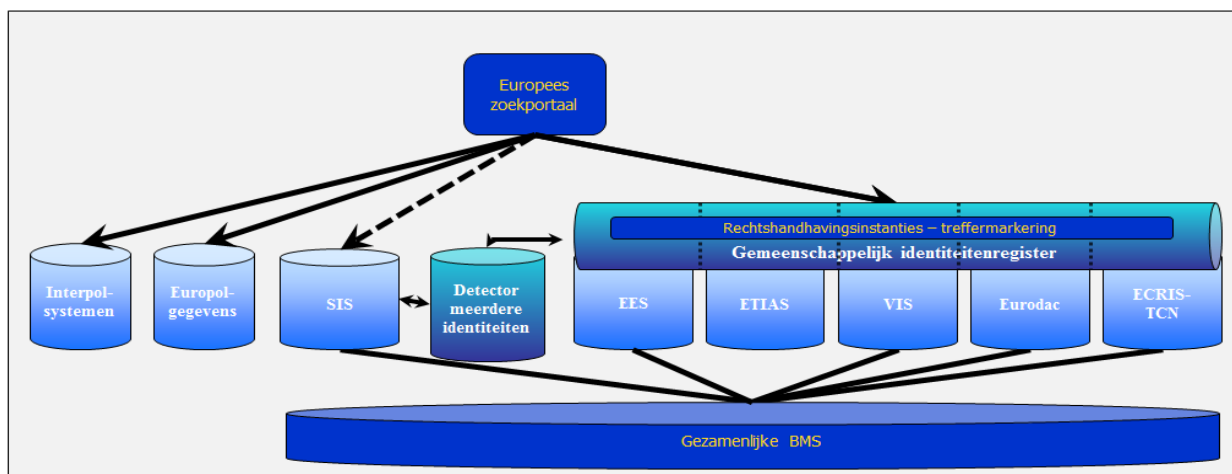 Europees
zoekportaal
Rechtshandhavingsinstanties – treffermarkering
Gemeenschappelijk identiteitenregister
Interpol-
systemen
Europol-
gegevens
SIS
Detector
meerdere
identiteiten
EES
ETIAS
VIS
Eurodac
ECRIS-
TCN
Gezamenlijke BMS